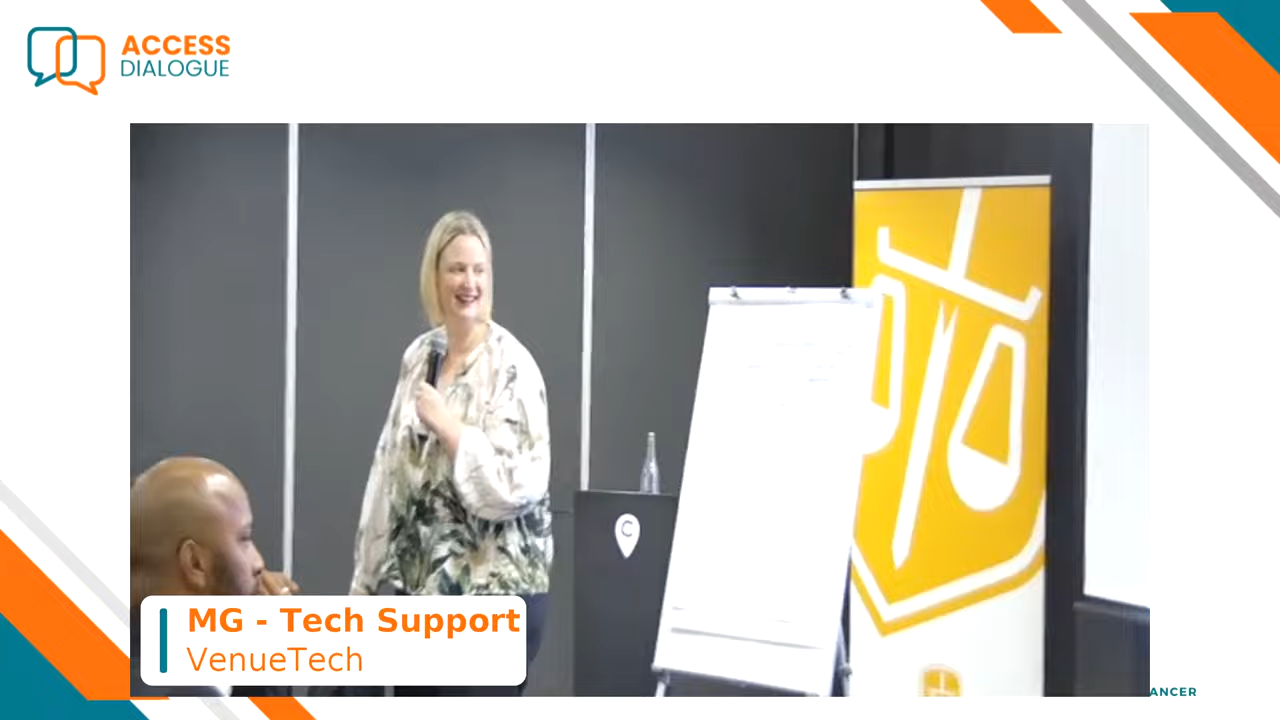 ACCESS
DIALOGUE
C
MG - Tech Support
VenueTech
ANCER